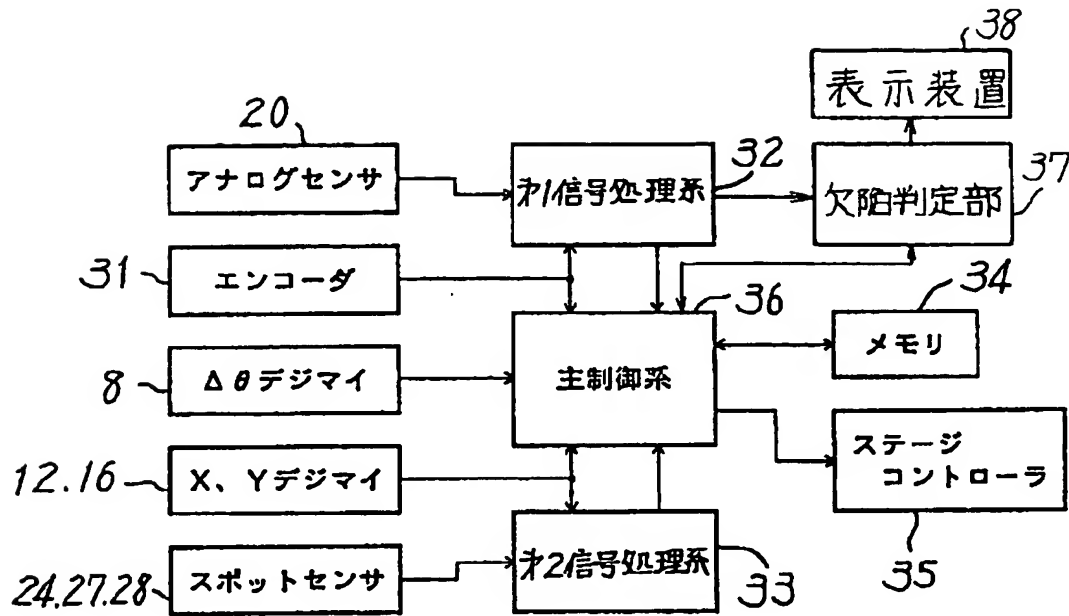 38
表示装置
20
アナログセンサ
32
才1信号処理系
37
欠陥判定部
31
エンコーダ
36
34
主制御系
メモリ
8
Δθデジマイ
ステージ
コントローラ
35
12.16
X、Yデジマイ
24.27.28
スポットセンサ
才2信号処理系
33